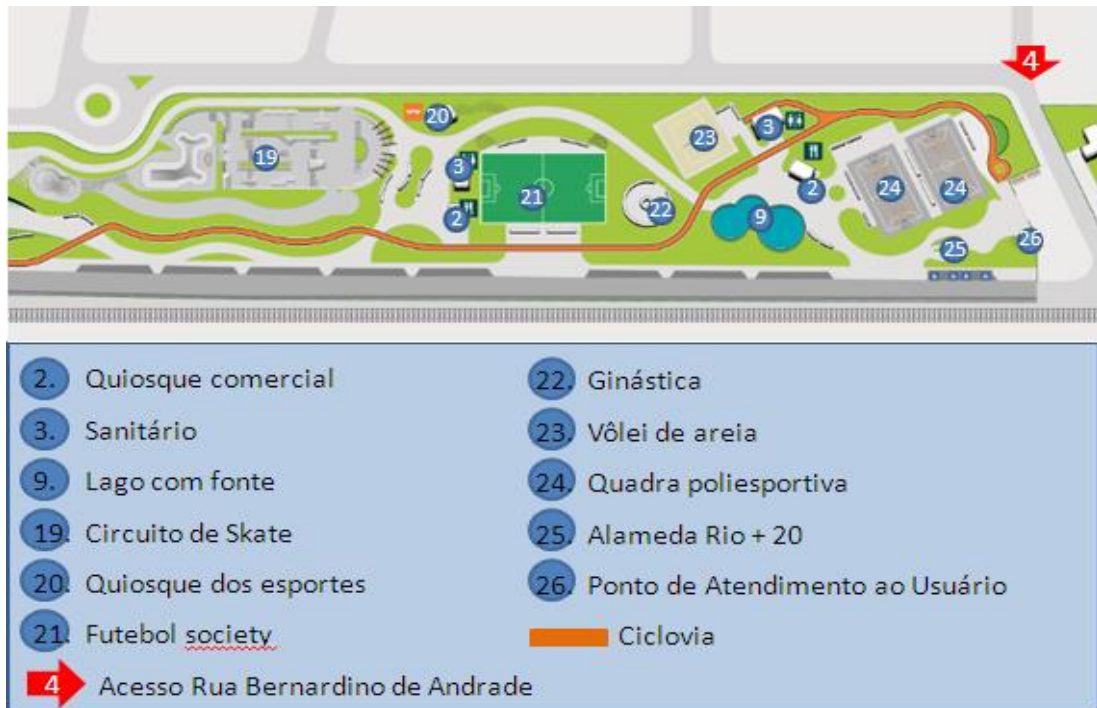 4
20
3
23
3
19
21
22
2
24
24
2
9
25
26
2. Quiosque comercial
3. Sanitário
9. Lago com fonte
19. Circuito de Skate
20. Quiosque dos esportes
21. Futebol society
4 Acesso Rua Bernardino de Andrade
22. Ginástica
23. Vôlei de areia
24. Quadra poliesportiva
25. Alameda Rio + 20
26. Ponto de Atendimento ao Usuário
Ciclovia